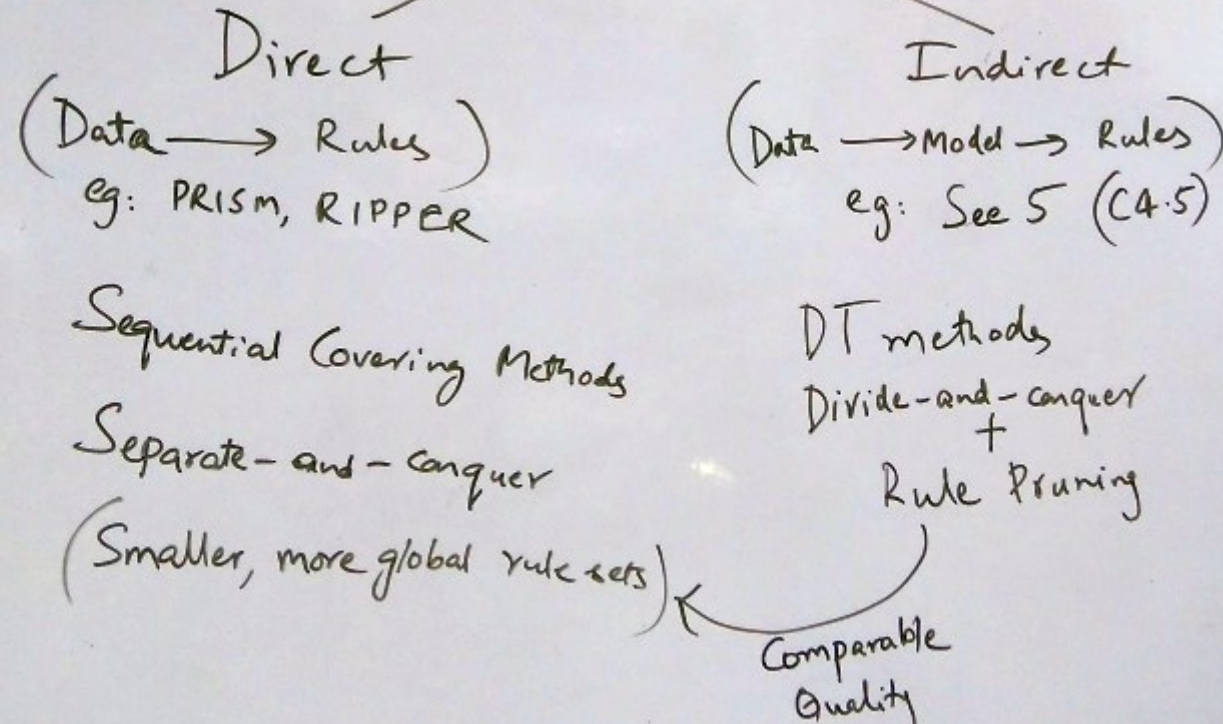 Direct
(Data → Rules)
eg: PRISM, RIPPER
Sequential Covering Methods
Separate-and-conquer
(Smaller, more global rule sets)
Indirect
(Data → Model → Rules)
eg: See 5 (C4.5)
DT methods
Divide-and-conquer
+
Rule Pruning
Comparable
Quality